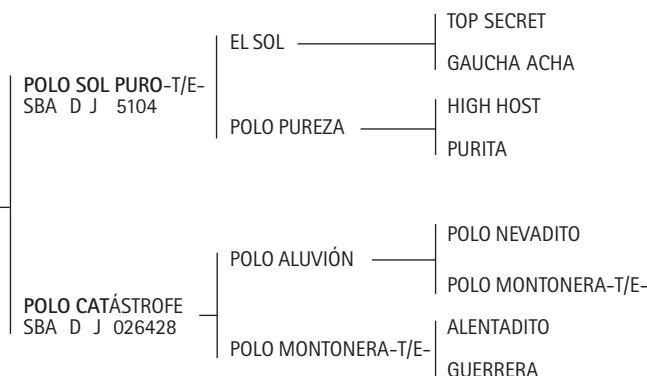 TOP SECRET
EL SOL
GAUCHA ACHA
POLO SOL PURO-T/E-
SBA D J 5104
HIGH HOST
POLO PUREZA
PURITA
POLO NEVADITO
POLO ALUVIÓN
POLO MONTONERA-T/E-
POLO CATÁSTROFE
SBA D J 026428
ALENTADITO
POLO MONTONERA-T/E-
GUERRERA